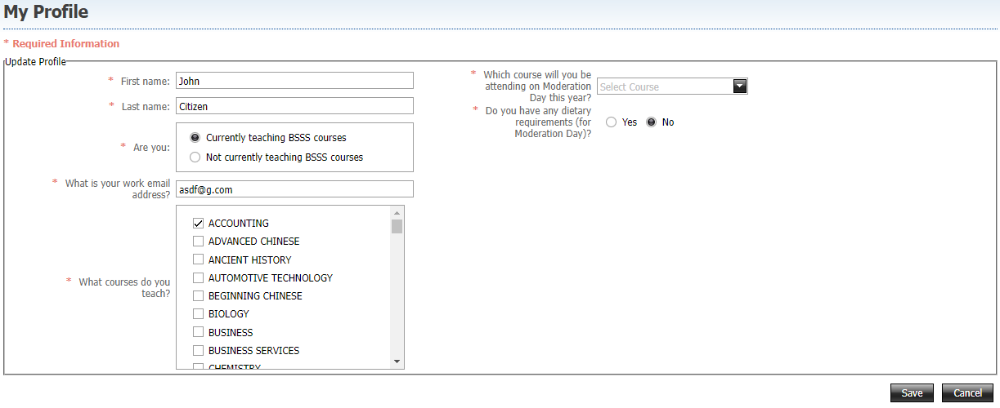 My Profile
* Required Information
Update Profile
* First name: John
* Last name: Citizen
* Are you:
Currently teaching BSSS courses
Not currently teaching BSSS courses
* What is your work email
address?
asdf@g.com
* What courses do you
teach?
ACCOUNTING
ADVANCED CHINESE
ANCIENT HISTORY
AUTOMOTIVE TECHNOLOGY
BEGINNING CHINESE
BIOLOGY
BUSINESS
BUSINESS SERVICES
CHEMISTRY
* Which course will you be
attending on Moderation
Day this year?
Select Course
* Do you have any dietary
requirements (for
Moderation Day)?
Yes No
Save Cancel